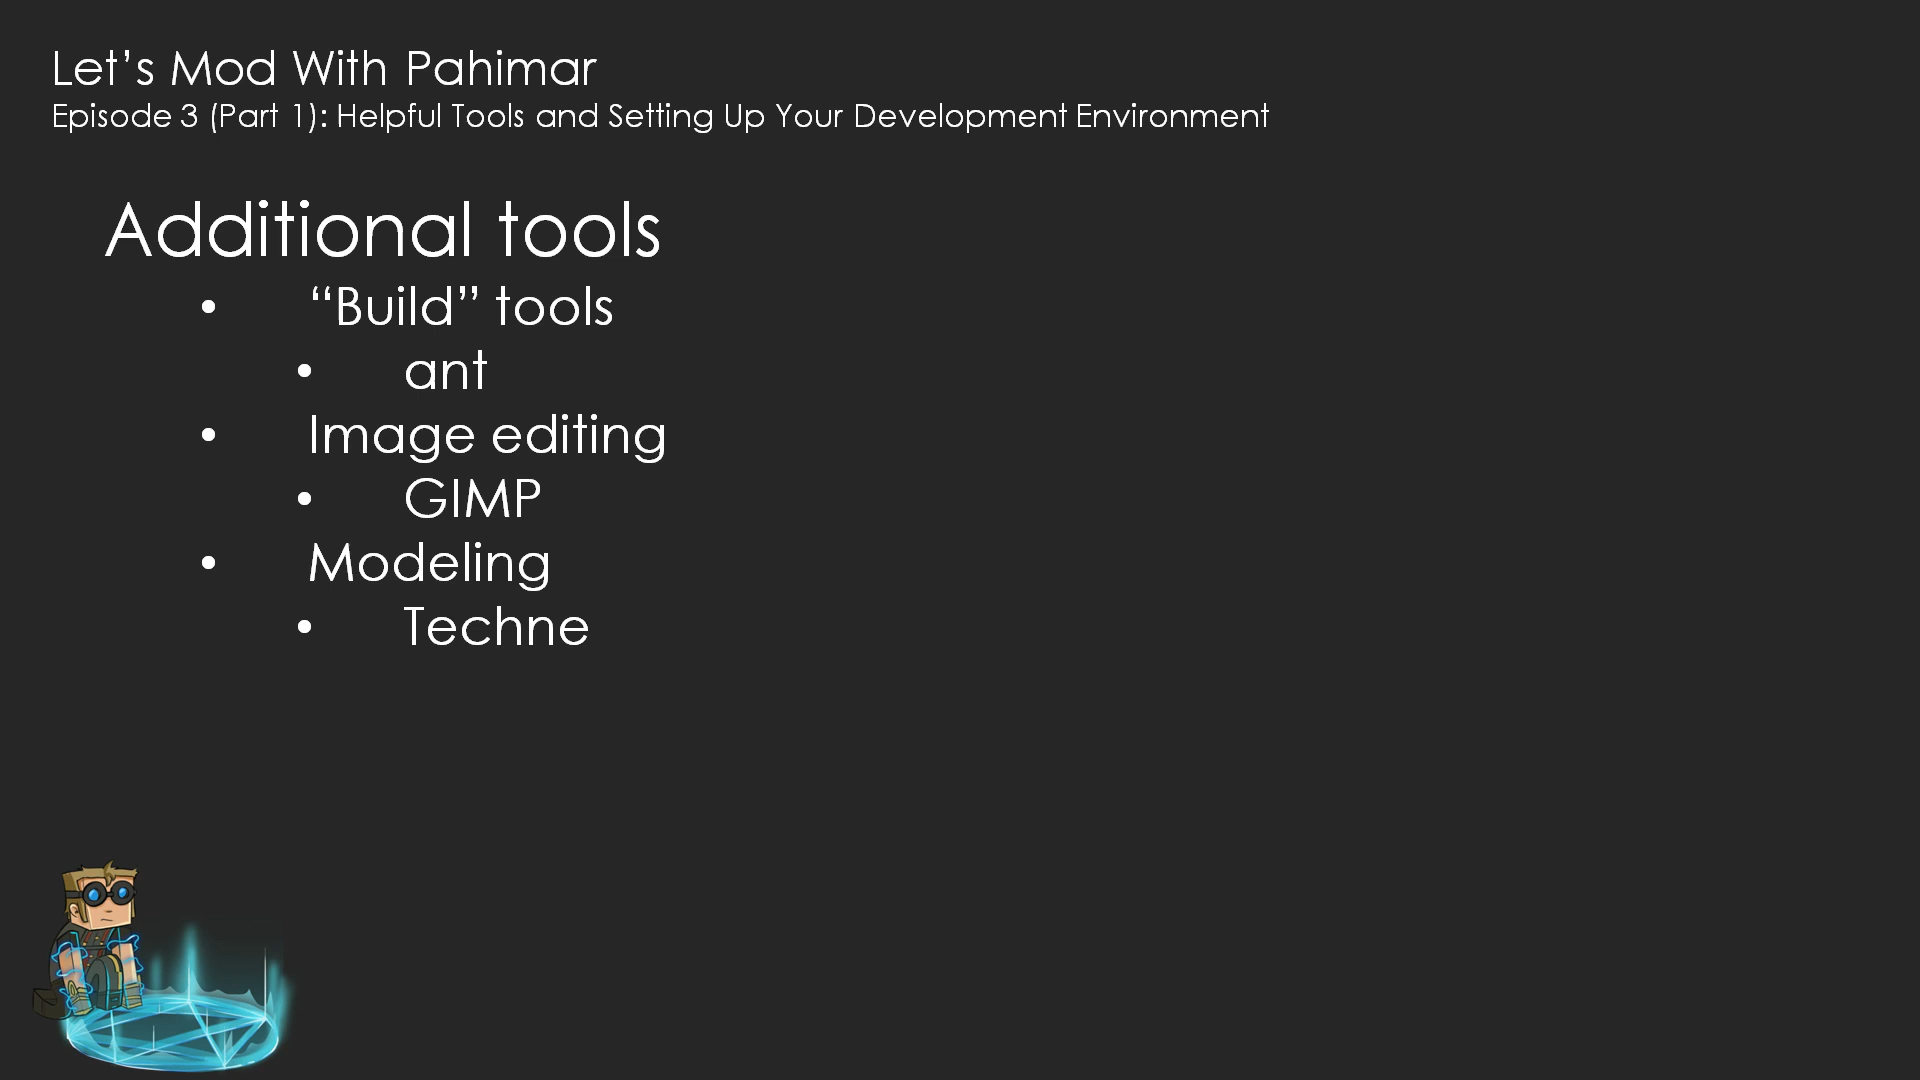 Let’s Mod With Pahimar
Episode 3 (Part 1): Helpful Tools and Setting Up Your Development Environment
Additional tools
• “Build” tools
• ant
• Image editing
• GIMP
• Modeling
• Techne